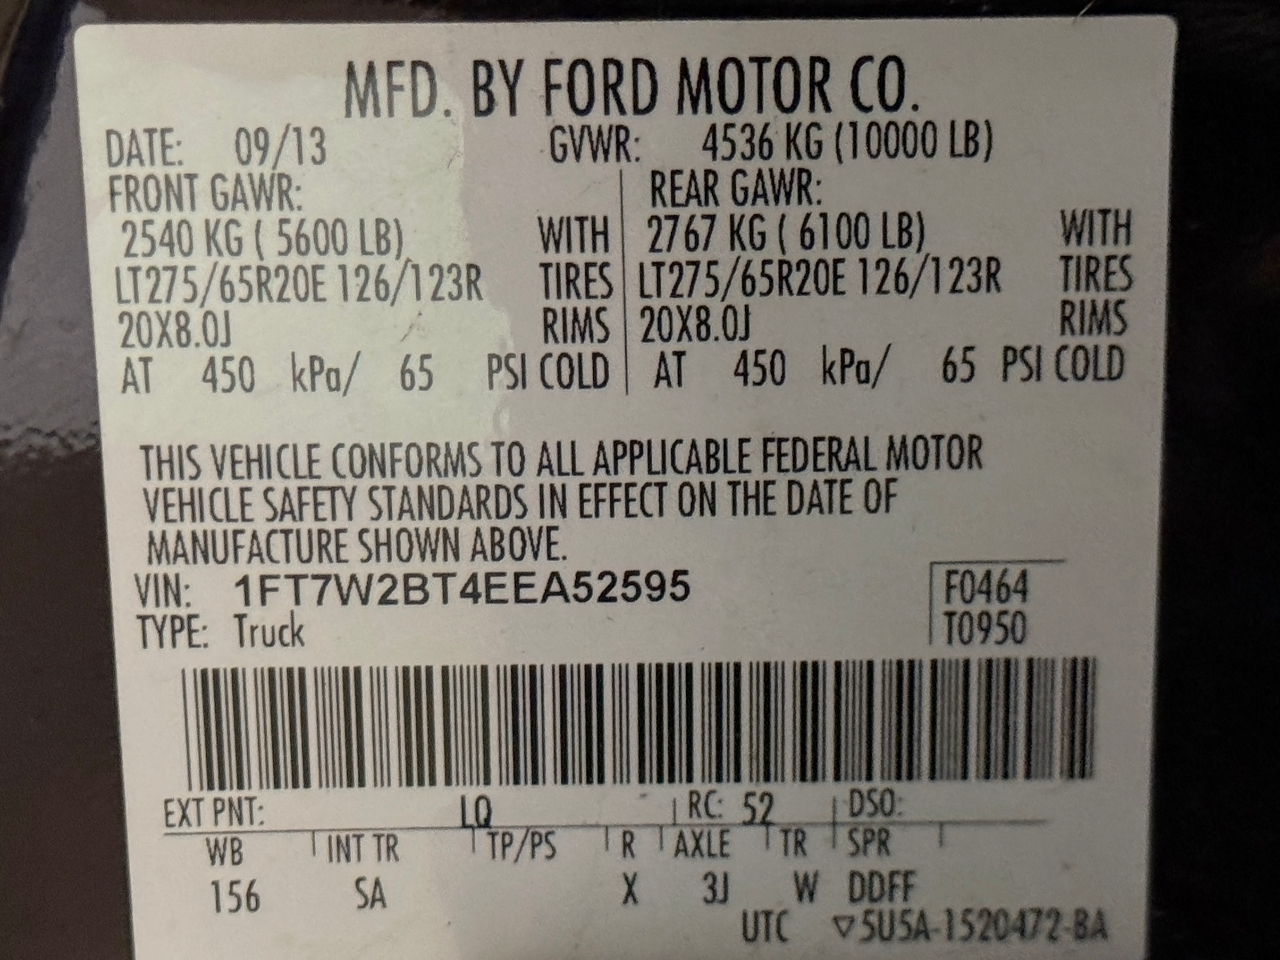 MFD. BY FORD MOTOR CO.
DATE: 09/13 GVWR: 4536 KG (10000 LB)
FRONT GAWR: REAR GAWR:
2540 KG ( 5600 LB) WITH 2767 KG ( 6100 LB) WITH
LT275/65R20E 126/123R TIRES LT275/65R20E 126/123R TIRES
20X8.0J RIMS 20X8.0J RIMS
AT 450 kPa/ 65 PSI COLD AT 450 kPa/ 65 PSI COLD
THIS VEHICLE CONFORMS TO ALL APPLICABLE FEDERAL MOTOR
VEHICLE SAFETY STANDARDS IN EFFECT ON THE DATE OF
MANUFACTURE SHOWN ABOVE.
VIN: 1FT7W2BT4EEA52595 F0464
TYPE: Truck T0950
EXT PNT: LQ RC: 52 DSO:
WB INT TR TP/PS R AXLE TR SPR
156 SA X 3J W DDFF
UTC ▽5U5A-1520472-BA